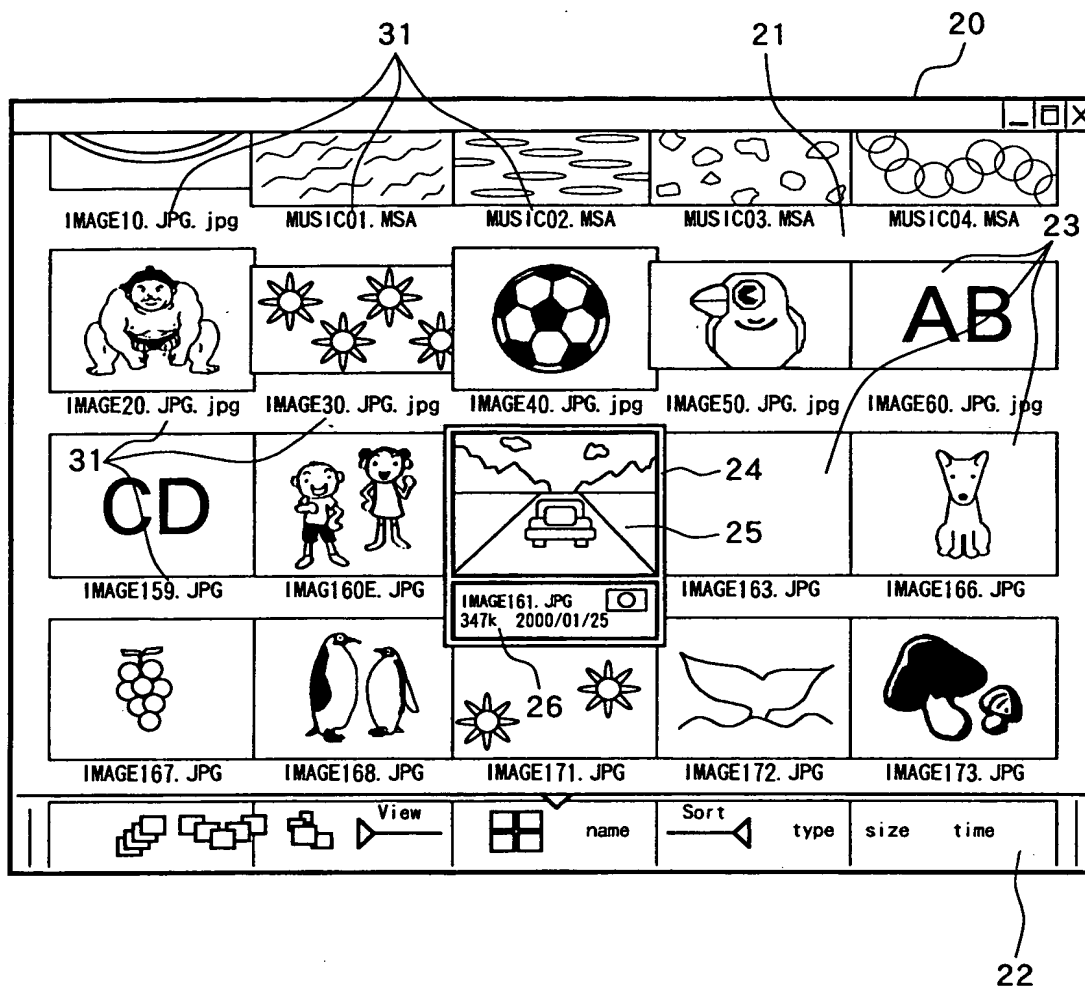 31
21
20
IMAGE10. JPG. jpg
MUSIC01. MSA
MUSIC02. MSA
MUSIC03. MSA
MUSIC04. MSA
23
AB
IMAGE20. JPG. jpg
IMAGE30. JPG. jpg
IMAGE40. JPG. jpg
IMAGE50. JPG. jpg
IMAGE60. JPG. jpg
31
CD
24
25
IMAGE159. JPG
IMAG160E. JPG
IMAGE163. JPG
IMAGE166. JPG
IMAGE161. JPG
347k 2000/01/25
26
IMAGE167. JPG
IMAGE168. JPG
IMAGE171. JPG
IMAGE172. JPG
IMAGE173. JPG
View
name
Sort
type
size
time
22